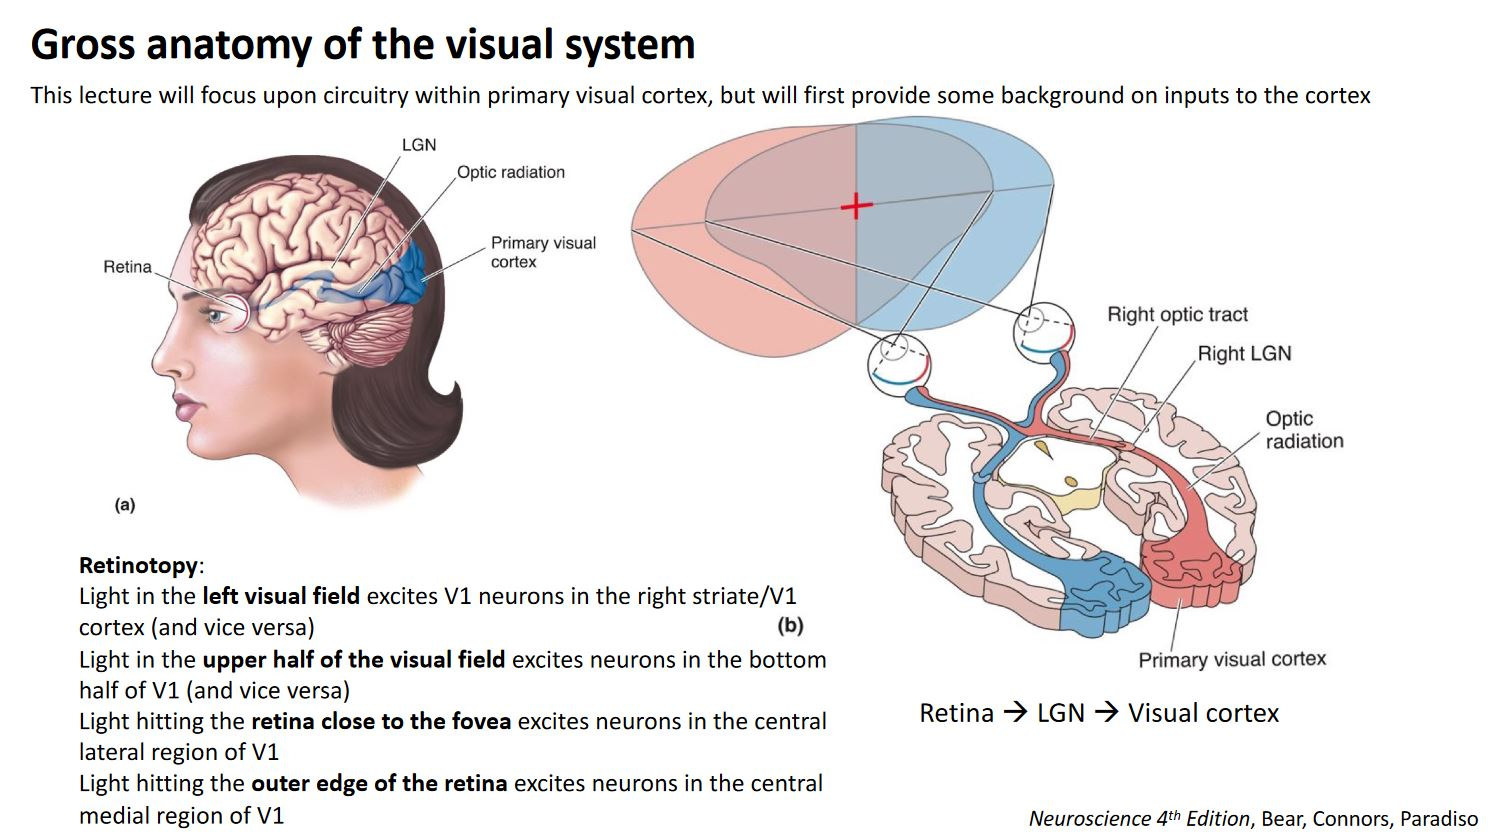 Gross anatomy of the visual system
This lecture will focus upon circuitry within primary visual cortex, but will first provide some background on inputs to the cortex
LGN
Optic radiation
Primary visual
cortex
Retina
(a)
Right optic tract
Right LGN
Optic
radiation
Primary visual cortex
(b)
Retinotopy:
Light in the left visual field excites V1 neurons in the right striate/V1
cortex (and vice versa)
Light in the upper half of the visual field excites neurons in the bottom
half of V1 (and vice versa)
Light hitting the retina close to the fovea excites neurons in the central
lateral region of V1
Light hitting the outer edge of the retina excites neurons in the central
medial region of V1
Retina → LGN → Visual cortex
Neuroscience 4th Edition, Bear, Connors, Paradiso